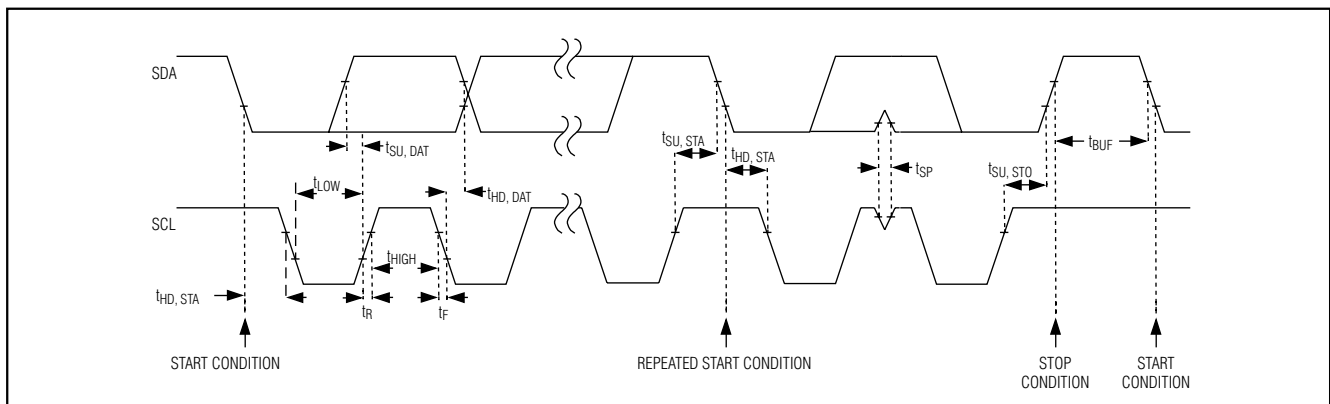 SDA
tSU, DAT
tLOW
tHD, DAT
tSU, STA
tHD, STA
tSP
tSU, STO
tBUF
SCL
tHIGH
tHD, STA
tR
tF
START CONDITION
REPEATED START CONDITION
STOP
CONDITION
START
CONDITION